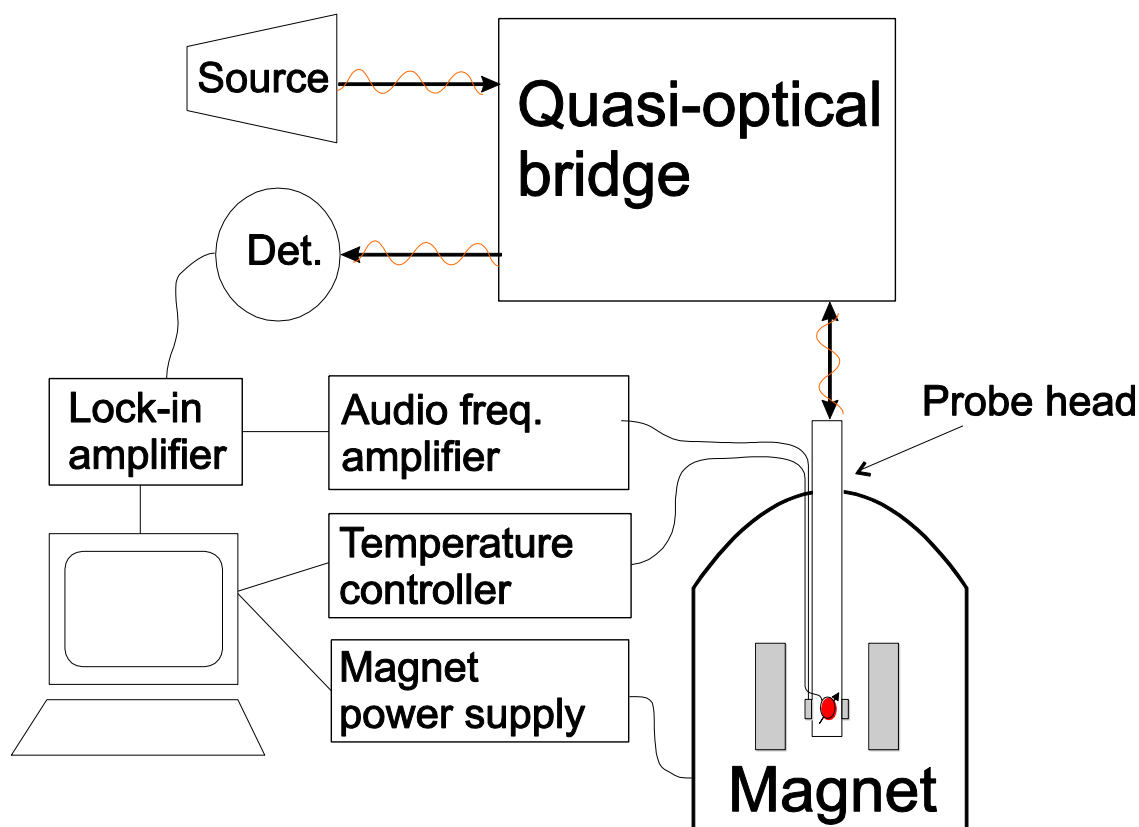 Source
Quasi-optical
bridge
Det.
Lock-in
amplifier
Audio freq.
amplifier
Probe head
Temperature
controller
Magnet
power supply
Magnet